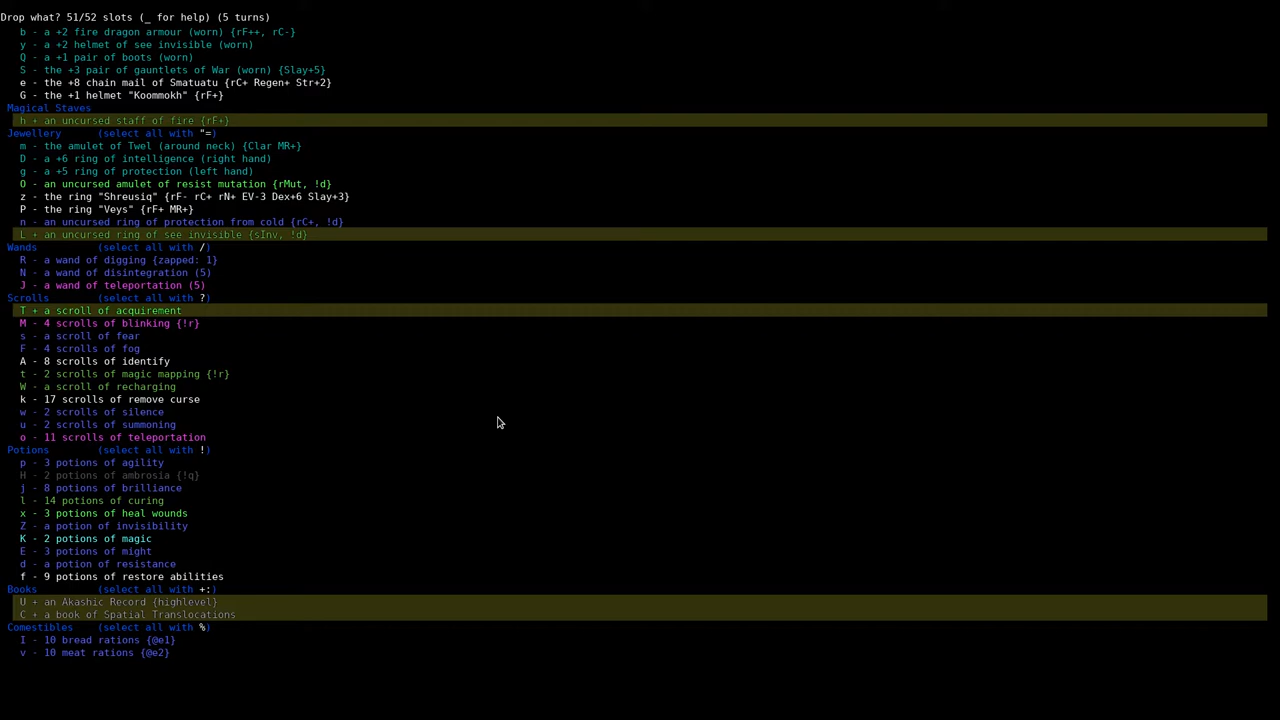 Drop what? 51/52 slots (_ for help) (5 turns)
b - a +2 fire dragon armour (worn) {rF++, rC-}
y - a +2 helmet of see invisible (worn)
Q - a +1 pair of boots (worn)
S - the +3 pair of gauntlets of War (worn) {Slay+5}
e - the +8 chain mail of Smatuatu {rC+ Regen+ Str+2}
G - the +1 helmet "Koommokh" {rF+}
Magical Staves
h + an uncursed staff of fire {rF+}
Jewellery (select all with "=)
m - the amulet of Twel (around neck) {Clar MR+}
D - a +6 ring of intelligence (right hand)
g - a +5 ring of protection (left hand)
O - an uncursed amulet of resist mutation {rMut, !d}
z - the ring "Shreusiq" {rF- rC+ rN+ EV-3 Dex+6 Slay+3}
P - the ring "Veys" {rF+ MR+}
n - an uncursed ring of protection from cold {rC+, !d}
L + an uncursed ring of see invisible {sInv, !d}
Wands (select all with /)
R - a wand of digging {zapped: 1}
N - a wand of disintegration (5)
J - a wand of teleportation (5)
Scrolls (select all with ?)
T + a scroll of acquirement
M - 4 scrolls of blinking {!r}
s - a scroll of fear
F - 4 scrolls of fog
A - 8 scrolls of identify
t - 2 scrolls of magic mapping {!r}
W - a scroll of recharging
k - 17 scrolls of remove curse
w - 2 scrolls of silence
u - 2 scrolls of summoning
o - 11 scrolls of teleportation
Potions (select all with !)
p - 3 potions of agility
H - 2 potions of ambrosia {!q}
j - 8 potions of brilliance
l - 14 potions of curing
x - 3 potions of heal wounds
Z - a potion of invisibility
K - 2 potions of magic
E - 3 potions of might
d - a potion of resistance
f - 9 potions of restore abilities
Books (select all with +:)
U + an Akashic Record {highlevel}
C + a book of Spatial Translocations
Comestibles (select all with %)
I - 10 bread rations {@e1}
v - 10 meat rations {@e2}